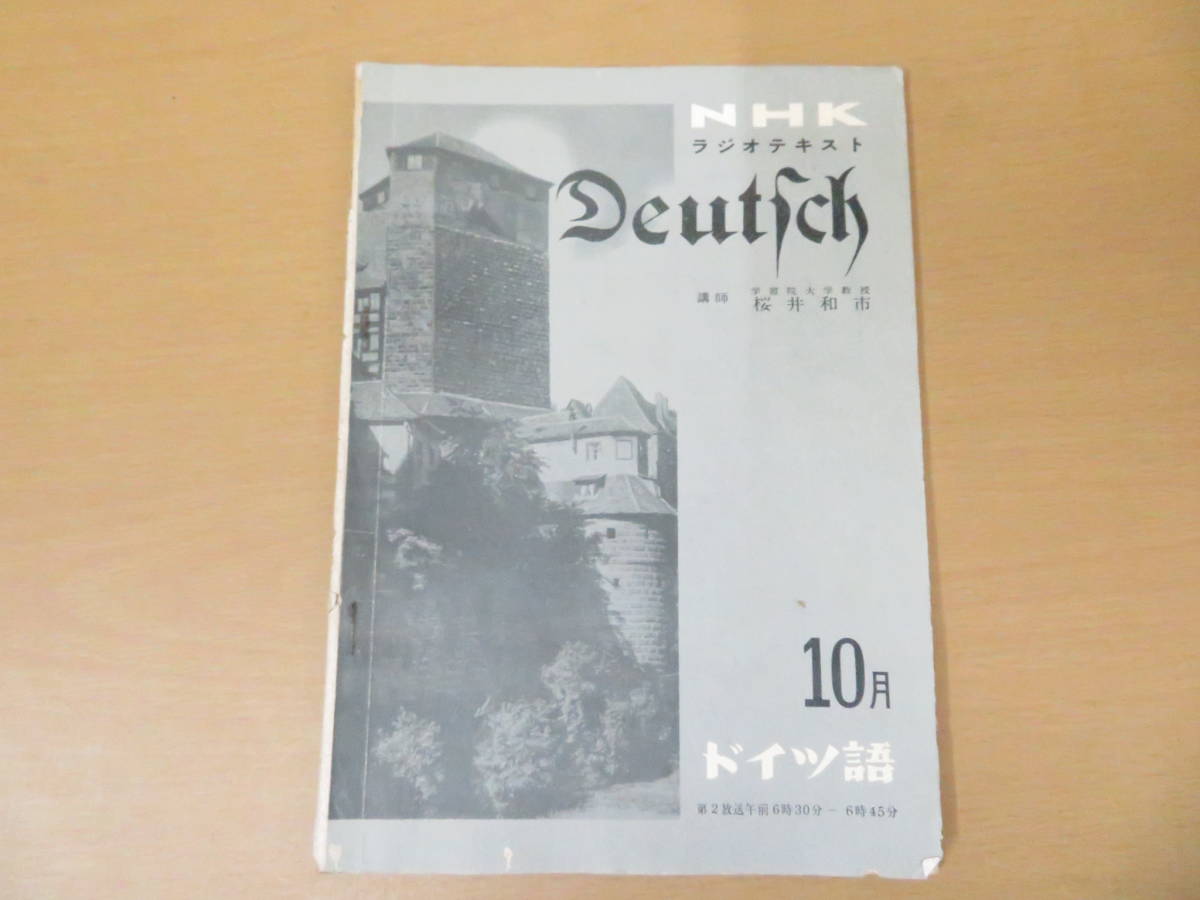 NHK
ラジオテキスト
Deutſch
講師 学習院大学教授
桜井和市
10月
ドイツ語
第2放送午前6時30分－6時45分